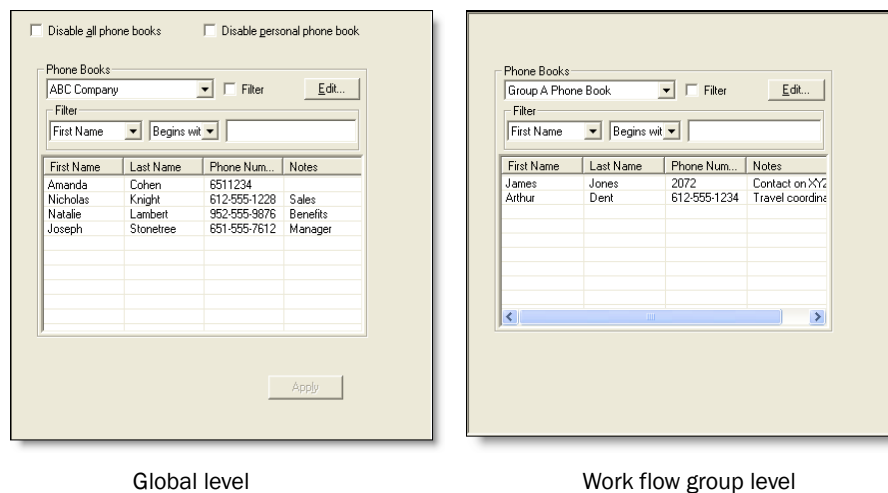 Disable all phone books Disable personal phone book
Phone Books
ABC Company Filter Edit...
Filter
First Name Begins wit
First Name Last Name Phone Num... Notes
Amanda Cohen 6511234
Nicholas Knight 612-555-1228 Sales
Natalie Lambert 952-555-9876 Benefits
Joseph Stonetree 651-555-7612 Manager
Apply
Global level
Phone Books
Group A Phone Book Filter Edit...
Filter
First Name Begins wit
First Name Last Name Phone Num... Notes
James Jones 2072 Contact on XYZ
Arthur Dent 612-555-1234 Travel coordina
Work flow group level